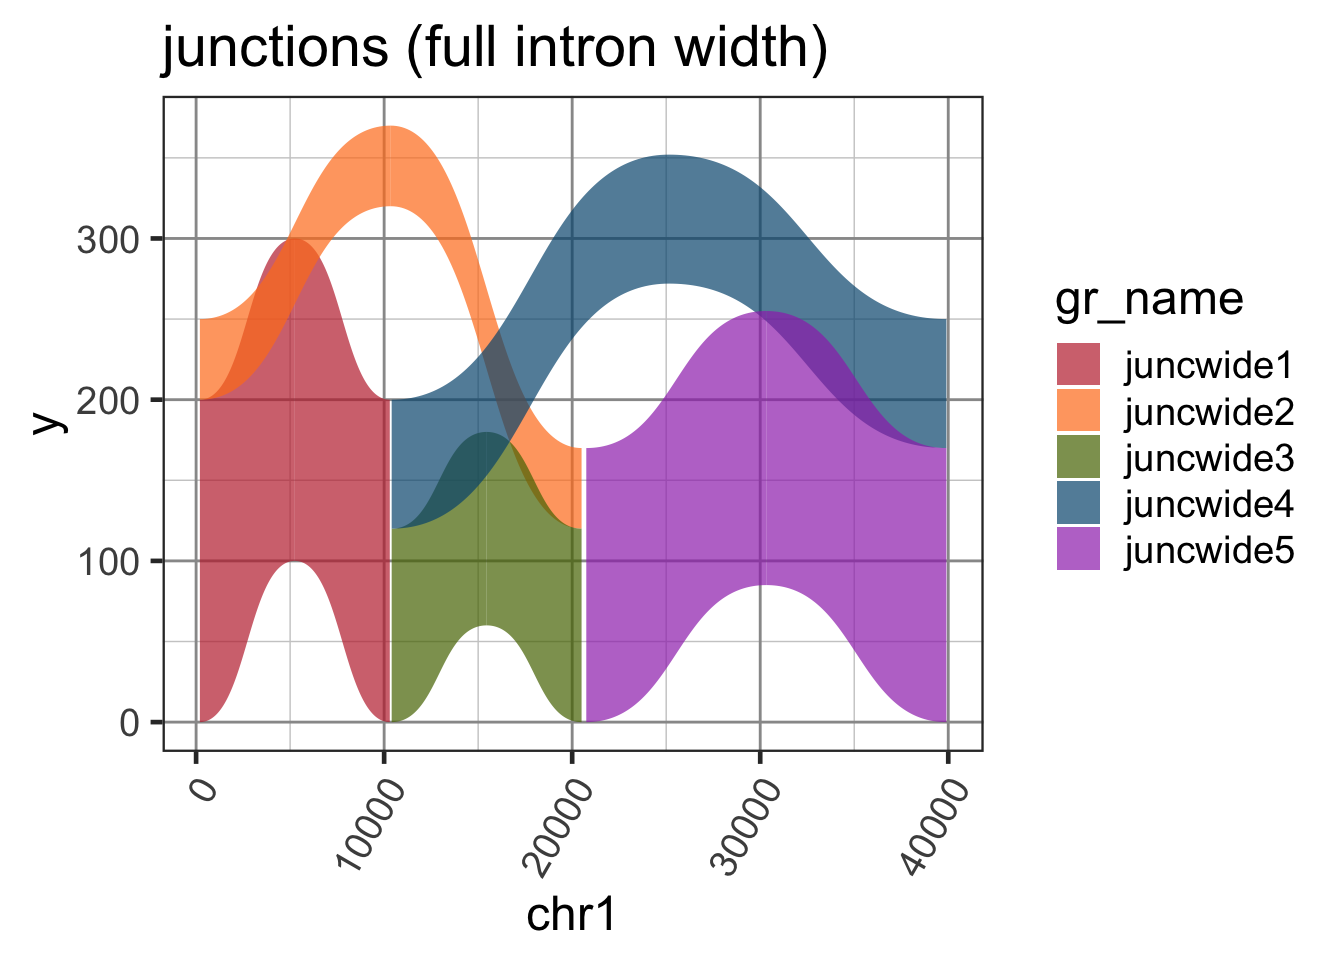 junctions (full intron width)
y
300
200
100
0
0
10000
20000
30000
40000
chr1
gr_name
juncwide1
juncwide2
juncwide3
juncwide4
juncwide5